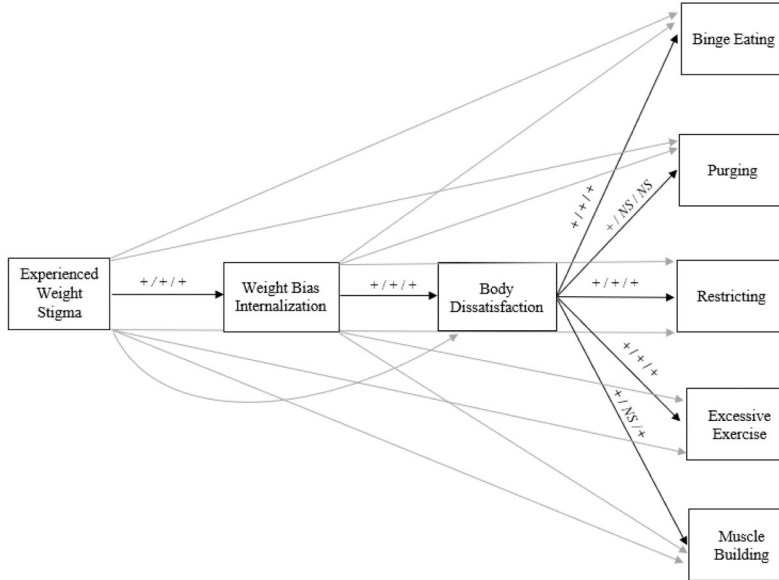 Binge Eating
Purging
+ / + / +
+ / NS / NS
Experienced
Weight
Stigma
+ / + / +
Weight Bias
Internalization
+ / + / +
Body
Dissatisfaction
+ / + / +
Restricting
+ / + / +
+ / NS / +
Excessive
Exercise
Muscle
Building